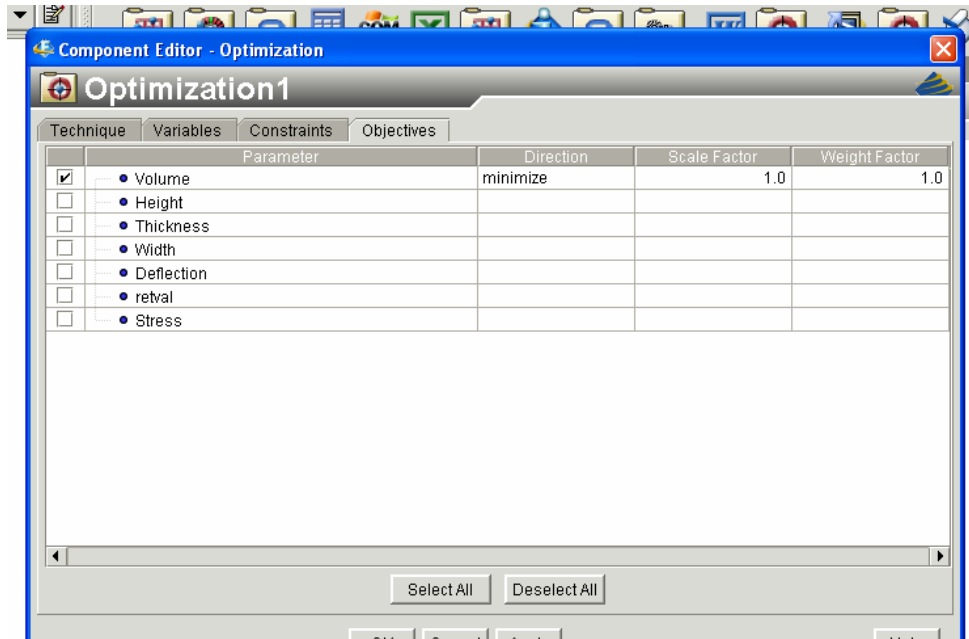 Component Editor - Optimization
Optimization1
Technique Variables Constraints Objectives
Parameter Direction Scale Factor Weight Factor
Volume minimize 1.0 1.0
Height
Thickness
Width
Deflection
retval
Stress
Select All Deselect All